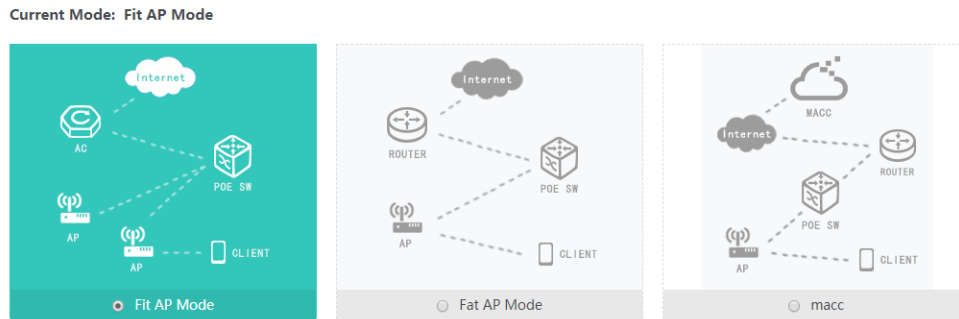 Current Mode: Fit AP Mode
Internet
AC
POE SW
AP
AP
CLIENT
Fit AP Mode
Internet
ROUTER
POE SW
AP
CLIENT
Fat AP Mode
MACC
Internet
ROUTER
POE SW
AP
CLIENT
macc